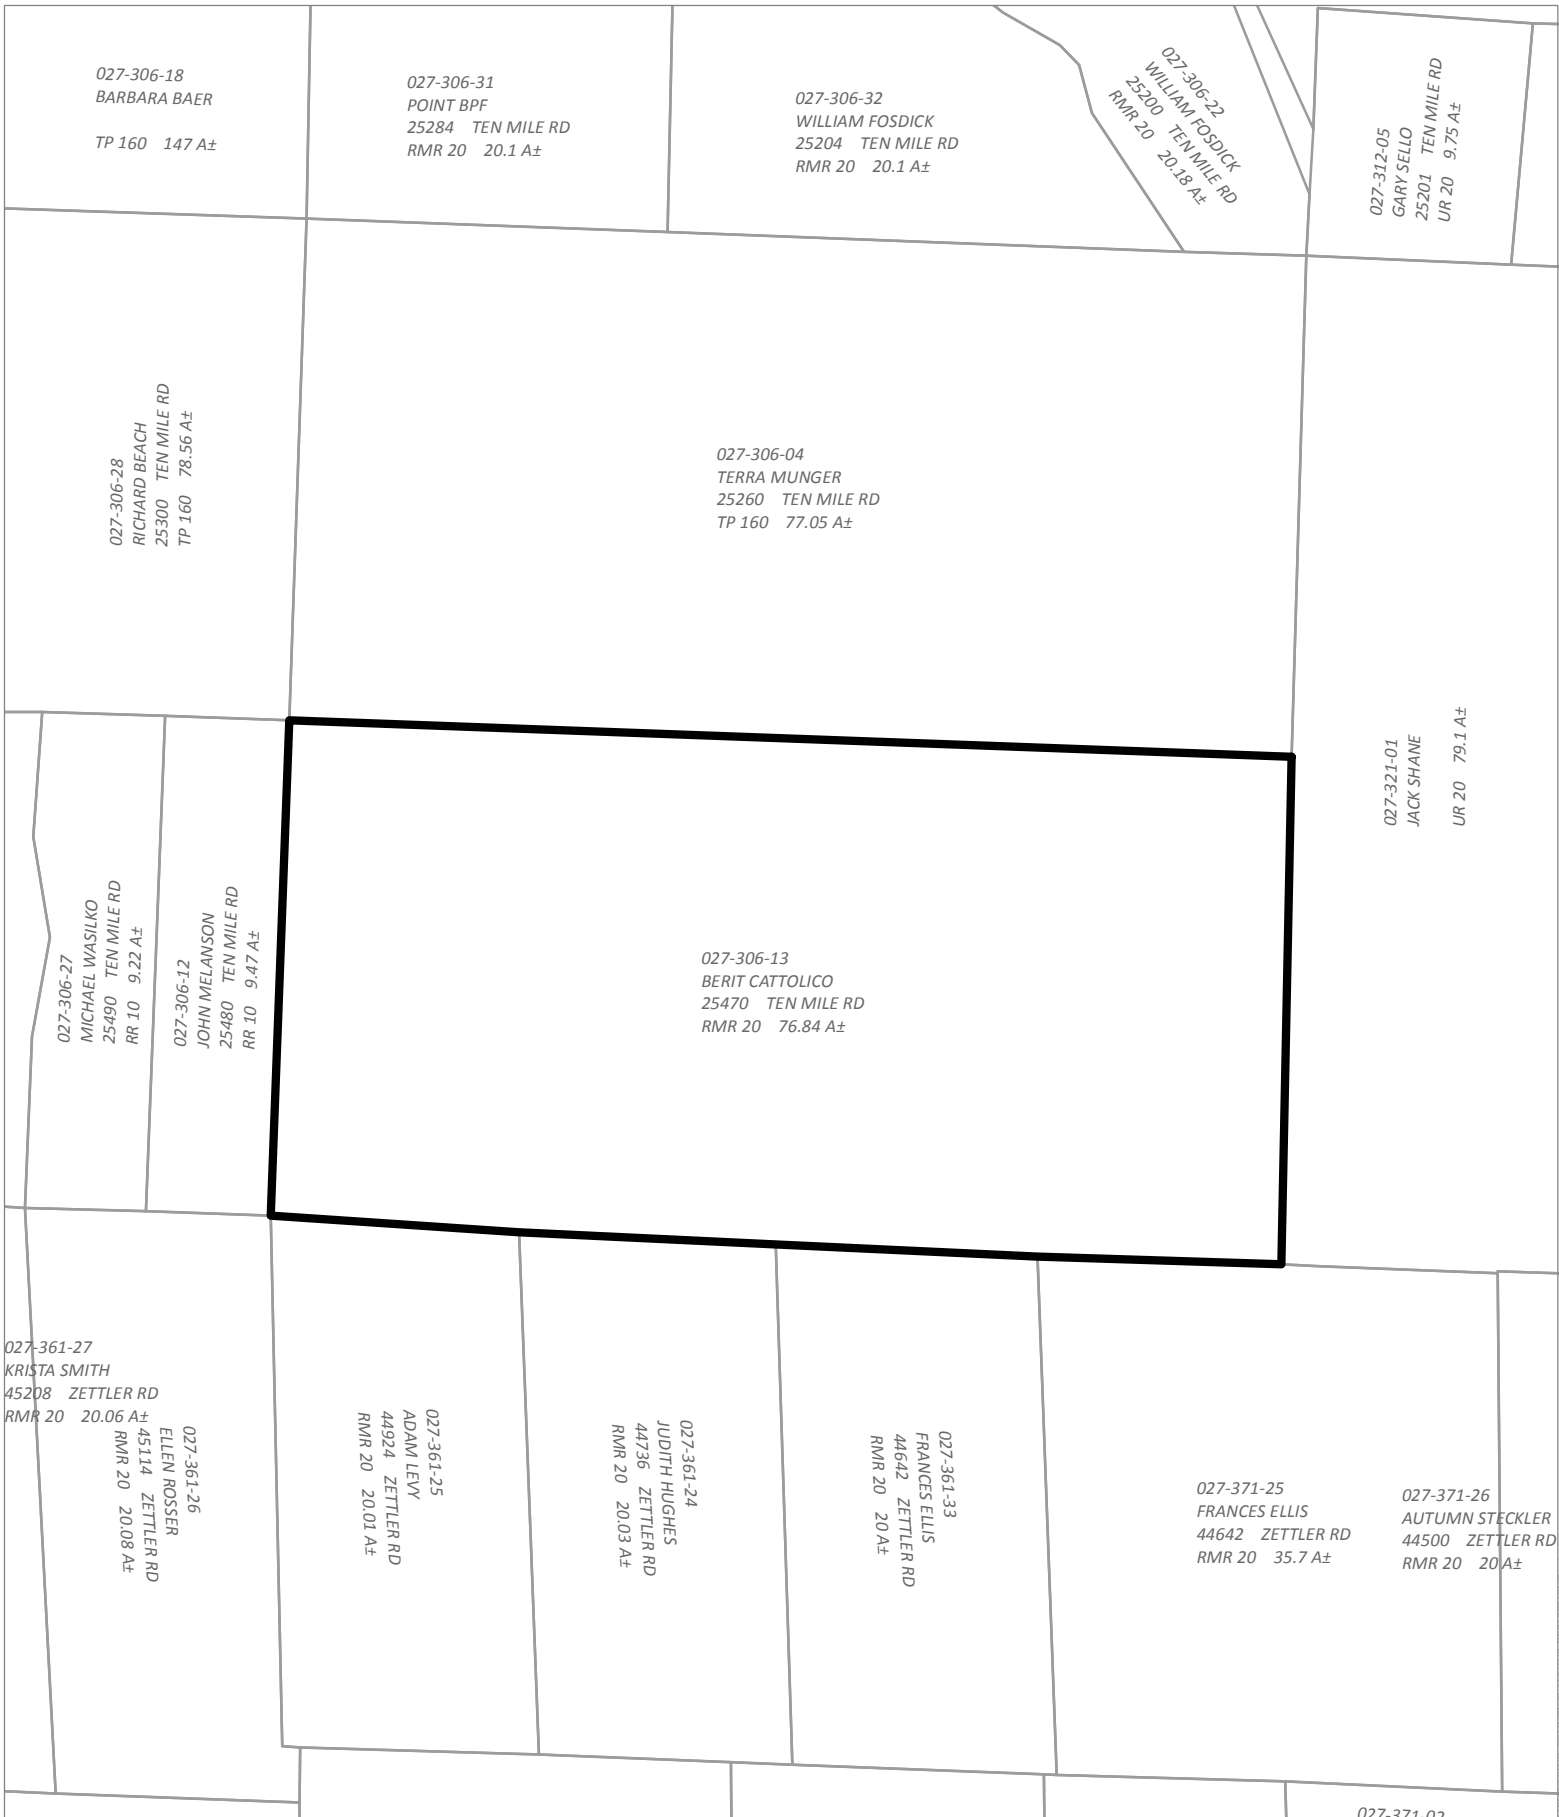 027-306-18
BARBARA BAER
TP 160 147 A±
027-306-31
POINT BPF
25284 TEN MILE RD
RMR 20 20.1 A±
027-306-32
WILLIAM FOSDICK
25204 TEN MILE RD
RMR 20 20.1 A±
027-306-22
WILLIAM FOSDICK
25200 TEN MILE RD
RMR 20 20.18 A±
027-312-05
GARY SELLO
25201 TEN MILE RD
UR 20 9.75 A±
027-306-28
RICHARD BEACH
25300 TEN MILE RD
TP 160 78.56 A±
027-306-04
TERRA MUNGER
25260 TEN MILE RD
TP 160 77.05 A±
027-321-01
JACK SHANE
UR 20 79.1 A±
027-306-27
MICHAEL WASILKO
25490 TEN MILE RD
RR 10 9.22 A±
027-306-12
JOHN MELANSON
25480 TEN MILE RD
RR 10 9.47 A±
027-306-13
BERIT CATTOLICO
25470 TEN MILE RD
RMR 20 76.84 A±
027-361-27
KRISTA SMITH
45208 ZETTLER RD
RMR 20 20.06 A±
027-361-26
ELLEN ROSSER
45114 ZETTLER RD
RMR 20 20.08 A±
027-361-25
ADAM LEVY
44924 ZETTLER RD
RMR 20 20.01 A±
027-361-24
JUDITH HUGHES
44736 ZETTLER RD
RMR 20 20.03 A±
027-361-33
FRANCES ELLIS
44642 ZETTLER RD
RMR 20 20 A±
027-371-25
FRANCES ELLIS
44642 ZETTLER RD
RMR 20 35.7 A±
027-371-26
AUTUMN STECKLER
44500 ZETTLER RD
RMR 20 20 A±
027-371-02